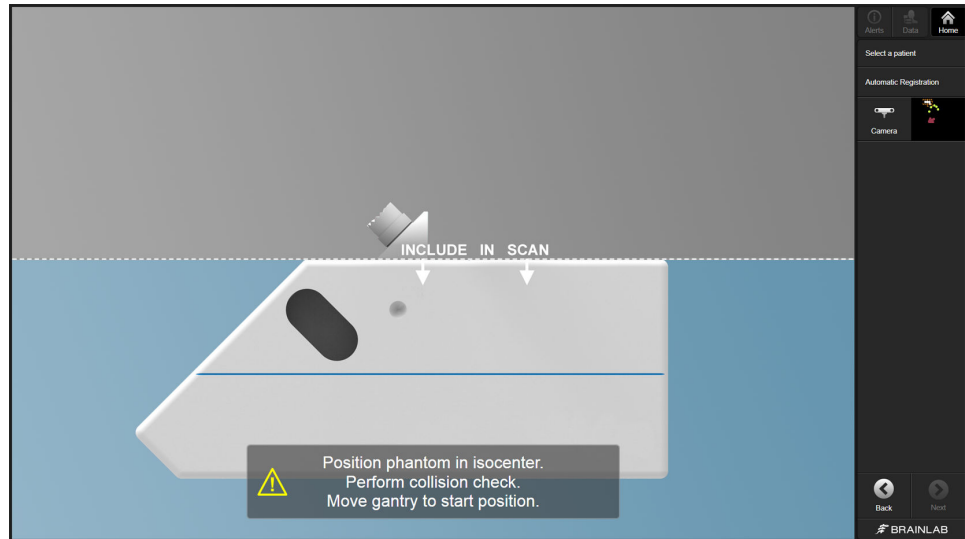 Alerts Data Home
Select a patient
Automatic Registration
Camera
INCLUDE IN SCAN
Position phantom in isocenter.
Perform collision check.
Move gantry to start position.
Back Next
BRAINLAB